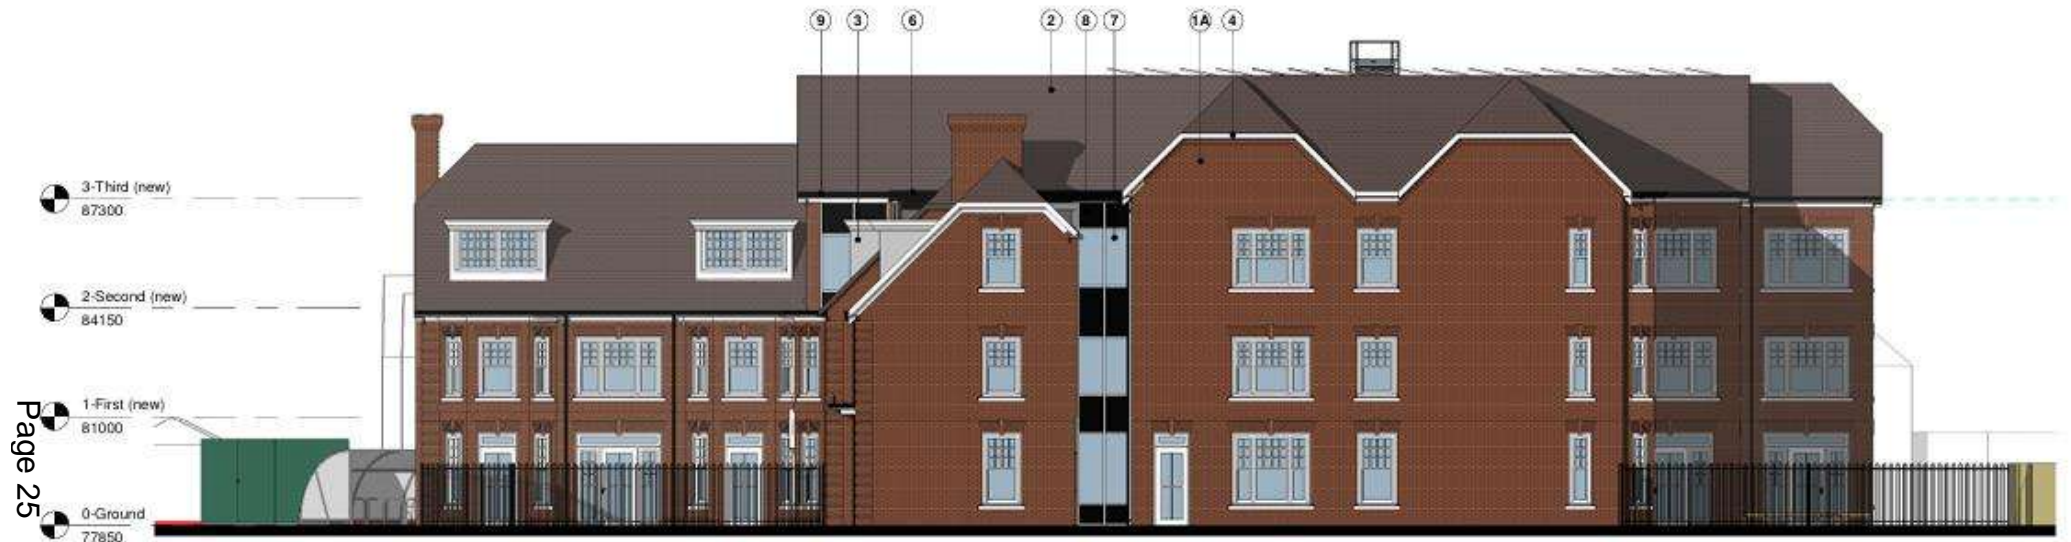 9 3 6 2 8 7 1A 4
3-Third (new)
87300
2-Second (new)
84150
1-First (new)
81000
0-Ground
77850
Page 25